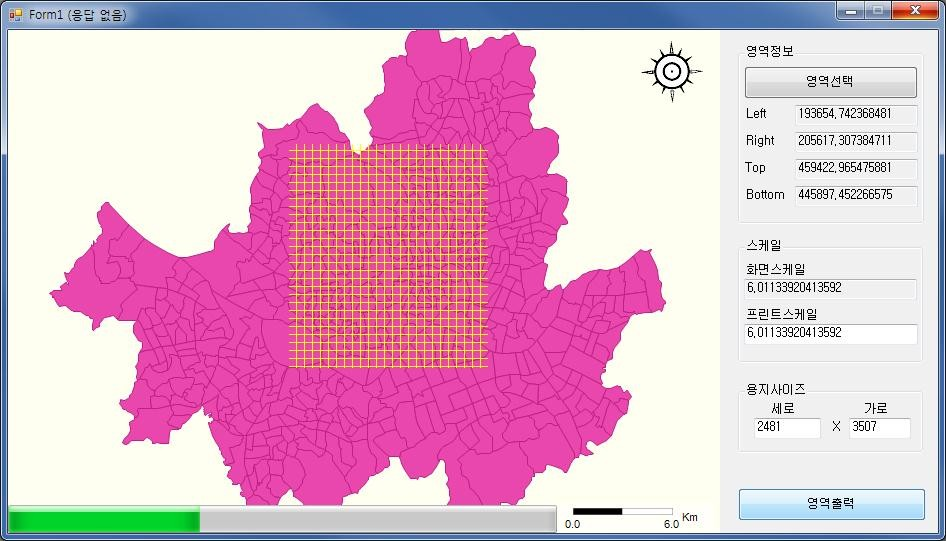 Form1 (응답 없음)
영역정보
영역선택
Left 193654,742368481
Right 205617,307384711
Top 459422,965475881
Bottom 445897,452266575
스케일
화면스케일
6,01133920413592
프린트스케일
6,01133920413592
용지사이즈
세로 가로
2481 X 3507
영역출력
0.0 6.0 Km